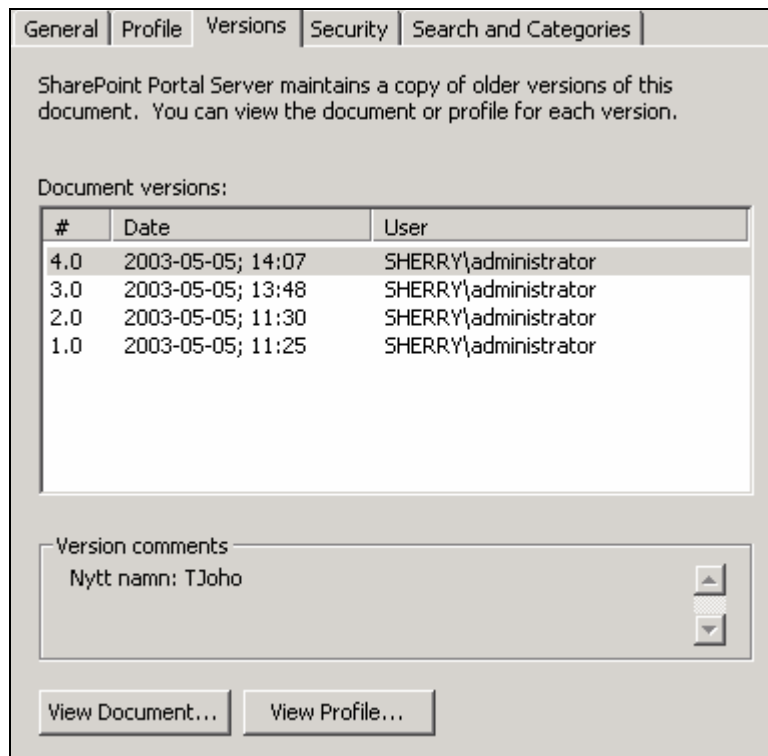 General Profile Versions Security Search and Categories
SharePoint Portal Server maintains a copy of older versions of this
document. You can view the document or profile for each version.
Document versions:
# Date User
4.0 2003-05-05; 14:07 SHERRY\administrator
3.0 2003-05-05; 13:48 SHERRY\administrator
2.0 2003-05-05; 11:30 SHERRY\administrator
1.0 2003-05-05; 11:25 SHERRY\administrator
Version comments
Nytt namn: TJoho
View Document... View Profile...